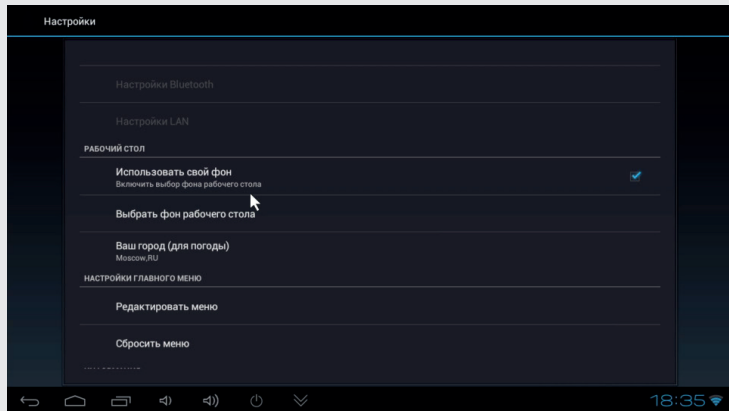 Настройки
Настройки Bluetooth
Настройки LAN
РАБОЧИЙ СТОЛ
Использовать свой фон
Включить выбор фона рабочего стола
Выбрать фон рабочего стола
Ваш город (для погоды)
Moscow,RU
НАСТРОЙКИ ГЛАВНОГО МЕНЮ
Редактировать меню
Сбросить меню
18:35